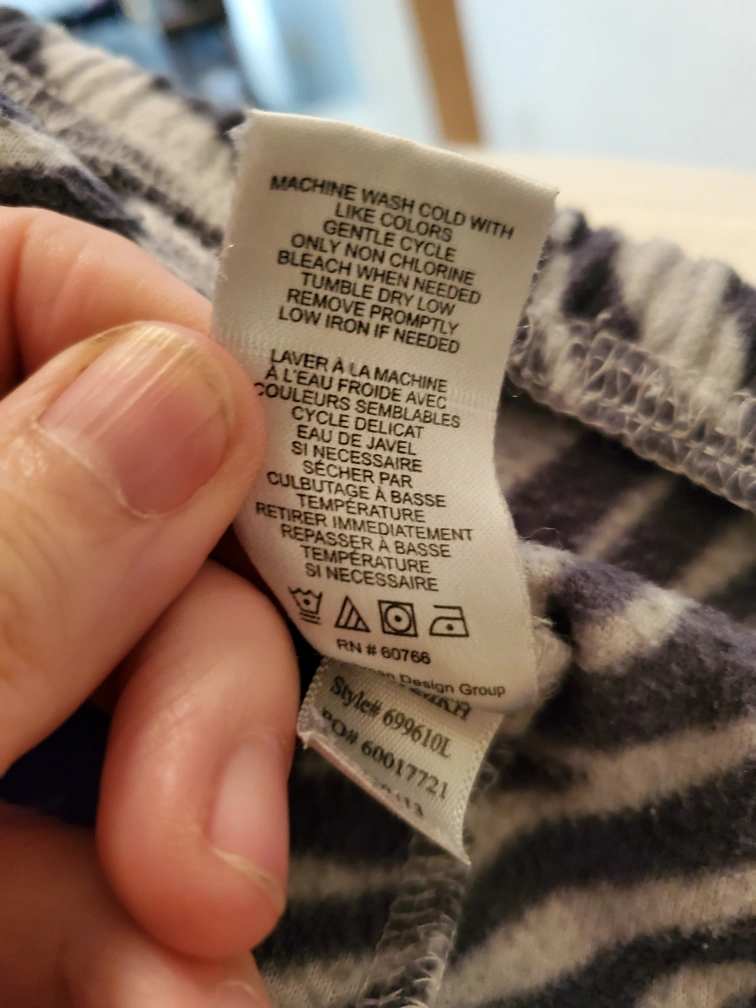 MACHINE WASH COLD WITH
LIKE COLORS
GENTLE CYCLE
ONLY NON CHLORINE
BLEACH WHEN NEEDED
TUMBLE DRY LOW
REMOVE PROMPTLY
LOW IRON IF NEEDED
LAVER À LA MACHINE
À L'EAU FROIDE AVEC
COULEURS SEMBLABLES
CYCLE DELICAT
EAU DE JAVEL
SI NECESSAIRE
SÉCHER PAR
CULBUTAGE À BASSE
TEMPÉRATURE
RETIRER IMMEDIATEMENT
REPASSER À BASSE
TEMPÉRATURE
SI NECESSAIRE
RN # 60766
Design Group
Style# 699610L
PO# 60017721